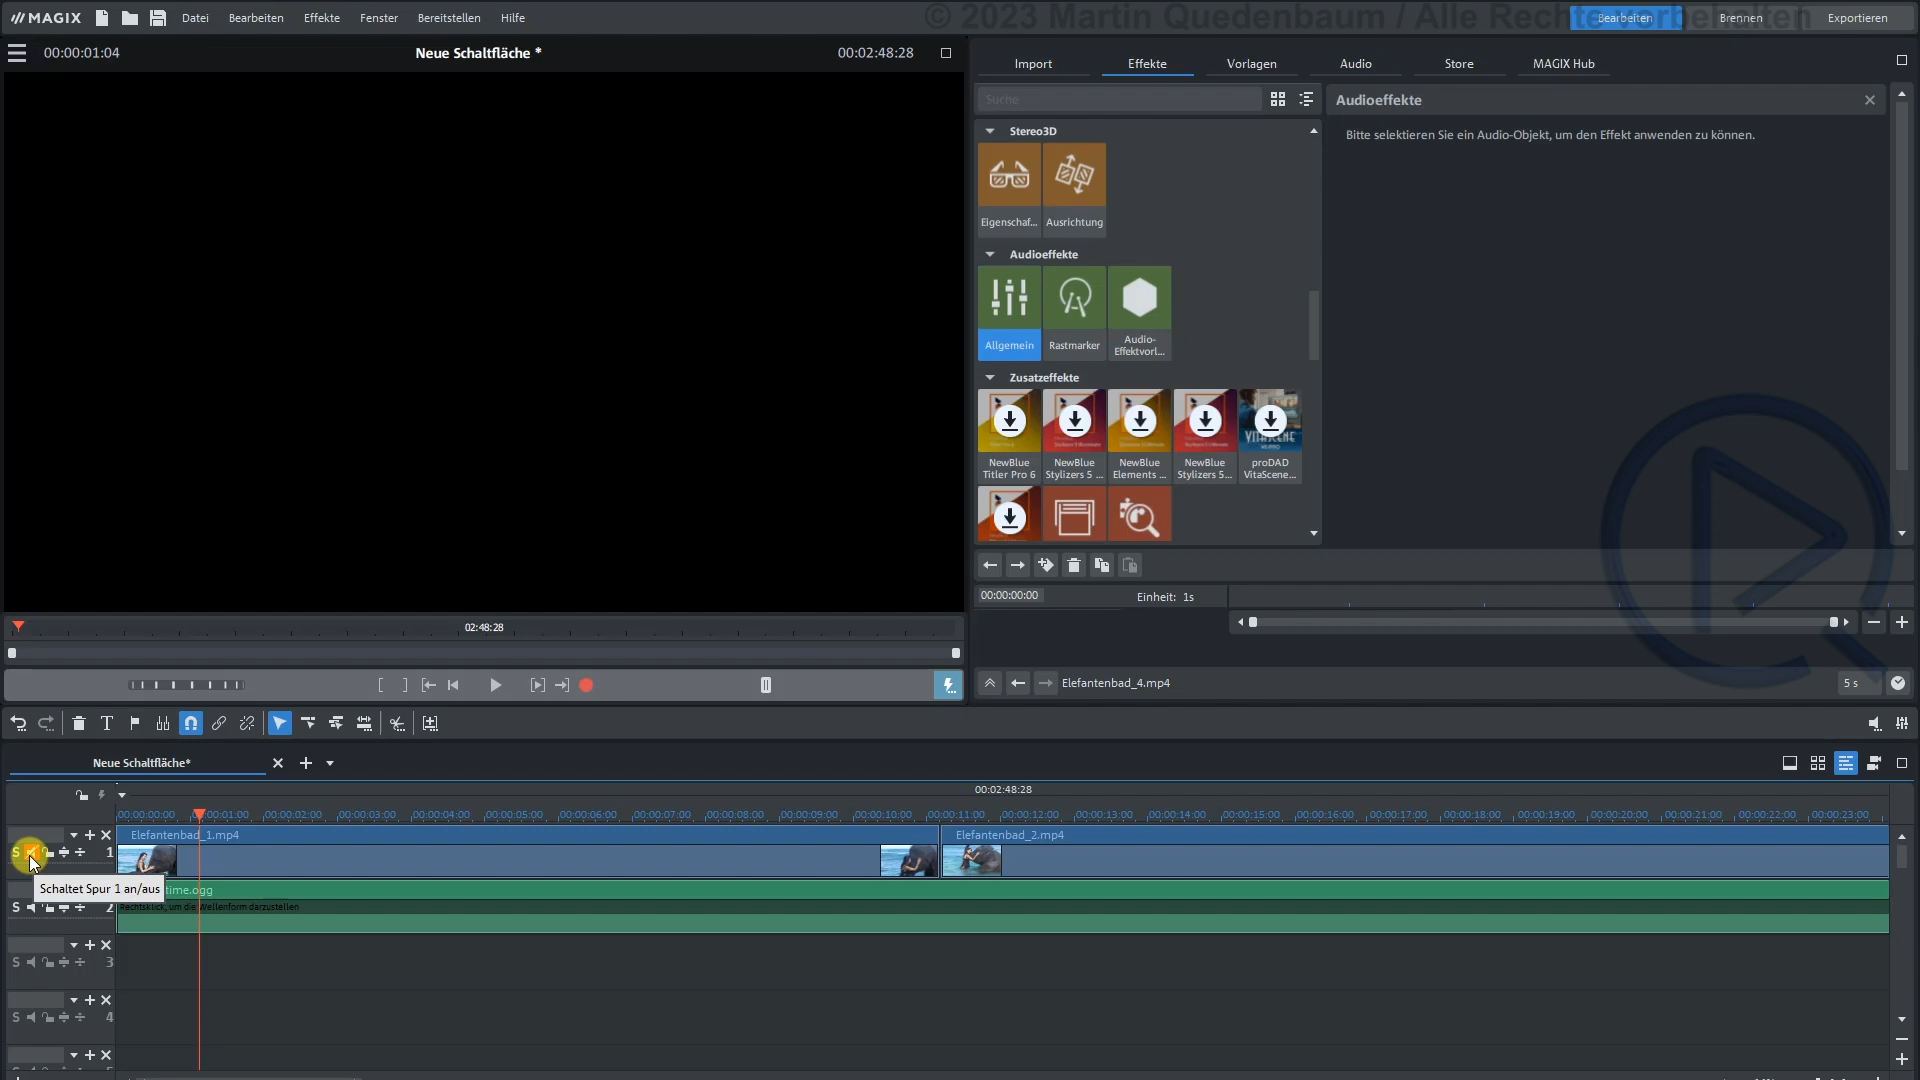 MAGIX
Datei
Bearbeiten
Effekte
Fenster
Bereitstellen
Hilfe
© 2023 Martin Quedenbaum / Alle Rechte vorbehalten
Bearbeiten
Brennen
Exportieren
00:00:01:04
Neue Schaltfläche *
00:02:48:28
Import
Effekte
Vorlagen
Audio
Store
MAGIX Hub
Suche
Audioeffekte
Bitte selektieren Sie ein Audio-Objekt, um den Effekt anwenden zu können.
Stereo3D
Eigenschaf...
Ausrichtung
Audioeffekte
Allgemein
Rastmarker
Audio-
Effektvorl...
Zusatzeffekte
NewBlue
Titler Pro 6
NewBlue
Stylizers 5 ...
NewBlue
Elements ...
NewBlue
Stylizers 5...
proDAD
VitaScene...
00:00:00:00
Einheit: 1s
02:48:28
Elefantenbad_4.mp4
5 s
Neue Schaltfläche*
00:02:48:28
00:00:00:00 00:00:01:00 00:00:02:00 00:00:03:00 00:00:04:00 00:00:05:00 00:00:06:00 00:00:07:00 00:00:08:00 00:00:09:00 00:00:10:00 00:00:11:00 00:00:12:00 00:00:13:00 00:00:14:00 00:00:15:00 00:00:16:00 00:00:17:00 00:00:18:00 00:00:19:00 00:00:20:00 00:00:21:00 00:00:22:00 00:00:23:00
Elefantenbad_1.mp4
Elefantenbad_2.mp4
S 1
Schaltet Spur 1 an/aus
time.ogg
S 2
Rechtsklick, um die Wellenform darzustellen
S 3
S 4